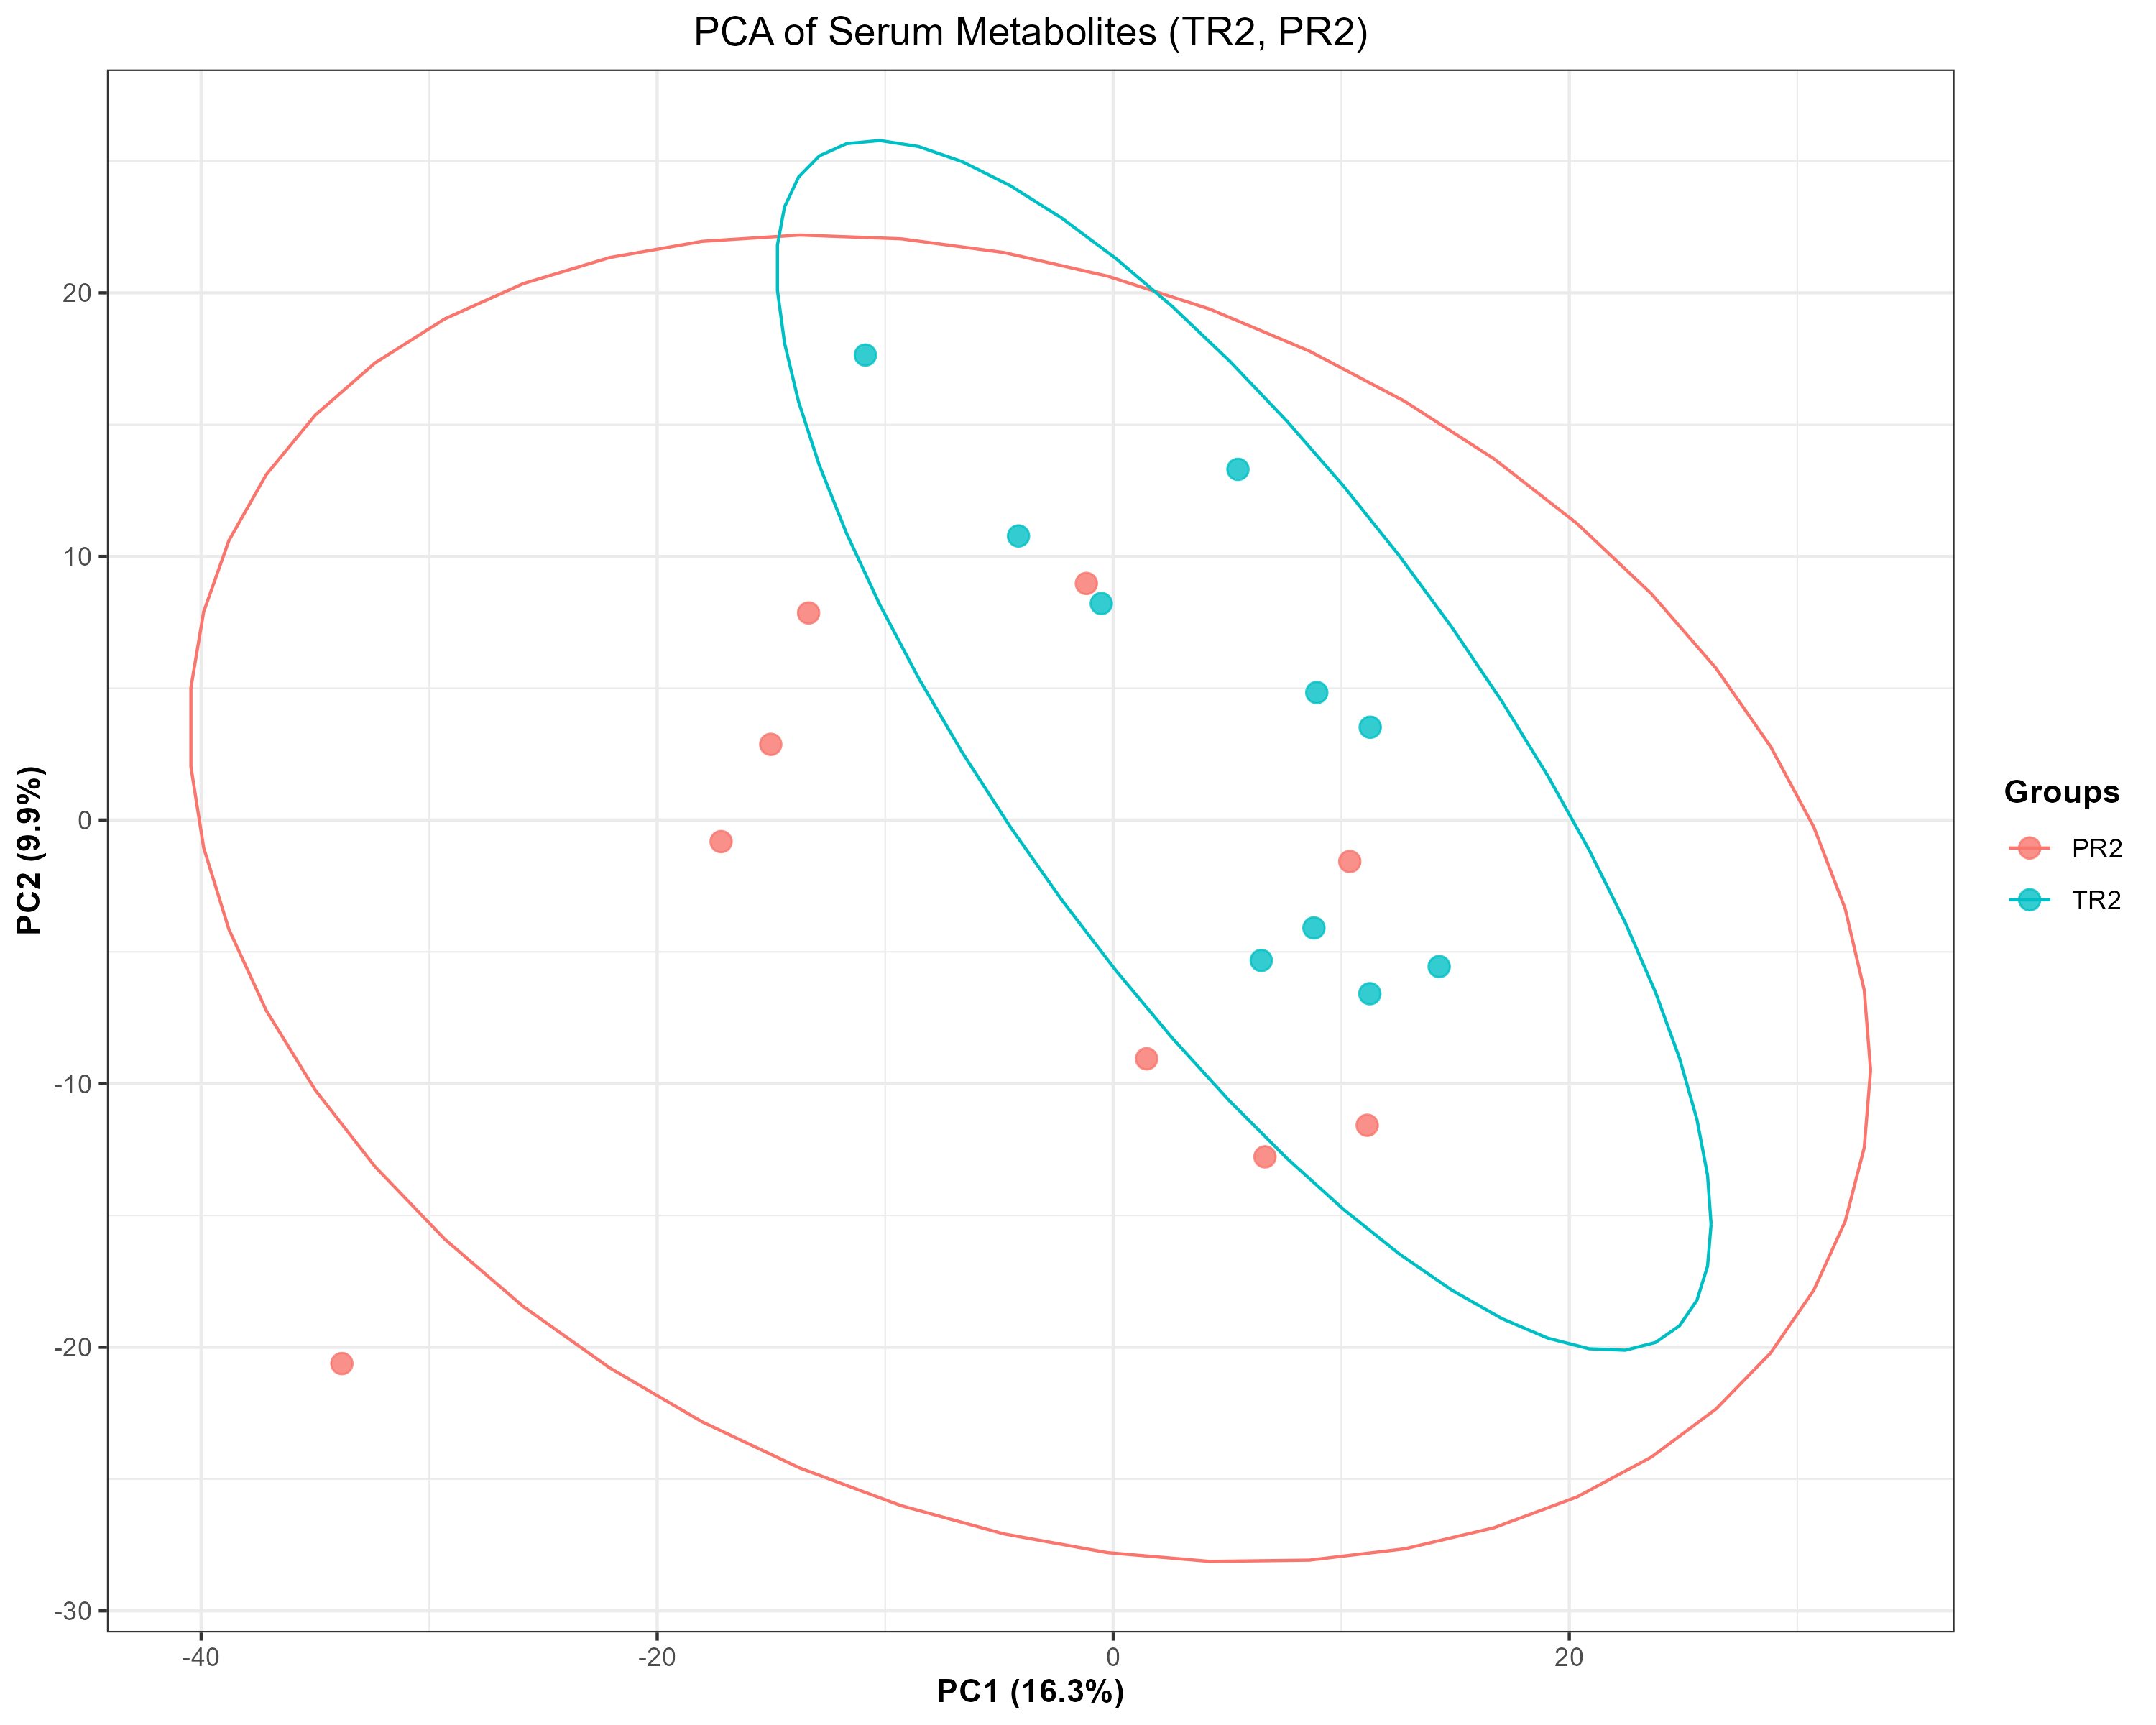 PCA of Serum Metabolites (TR2, PR2)
20
10
0
-10
-20
-30
PC2 (9.9%)
-40
-20
0
20
PC1 (16.3%)
Groups
PR2
TR2